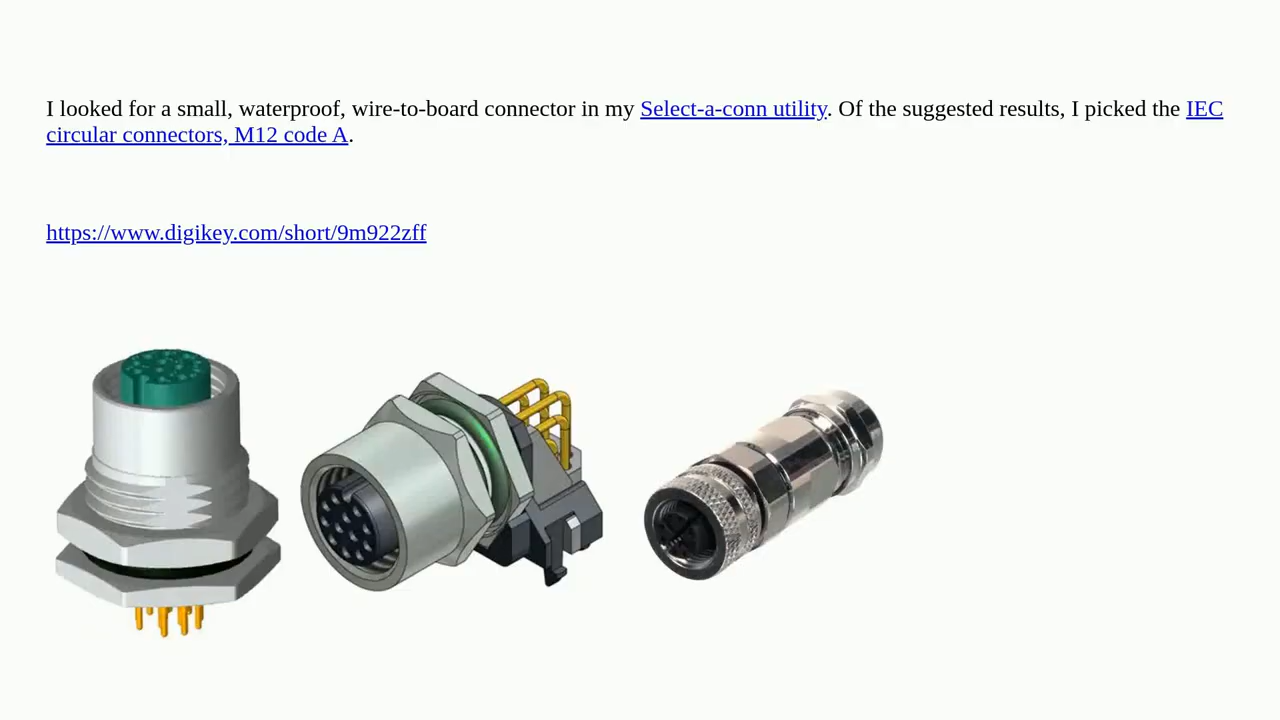 I looked for a small, waterproof, wire-to-board connector in my Select-a-conn utility. Of the suggested results, I picked the IEC
circular connectors, M12 code A.
https://www.digikey.com/short/9m922zff